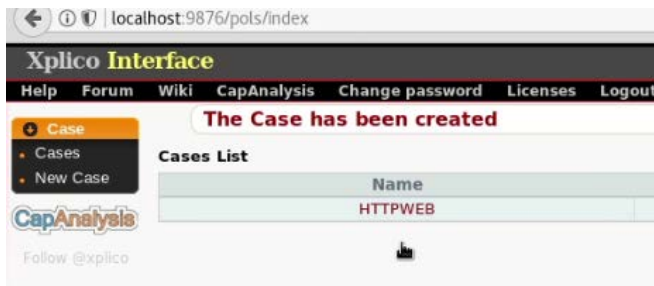 localhost:9876/pols/index
Xplico Interface
Help Forum Wiki CapAnalysis Change password Licenses Logout
The Case has been created
Case
Cases
New Case
Cases List
Name
HTTPWEB
CapAnalysis
Follow @xplico